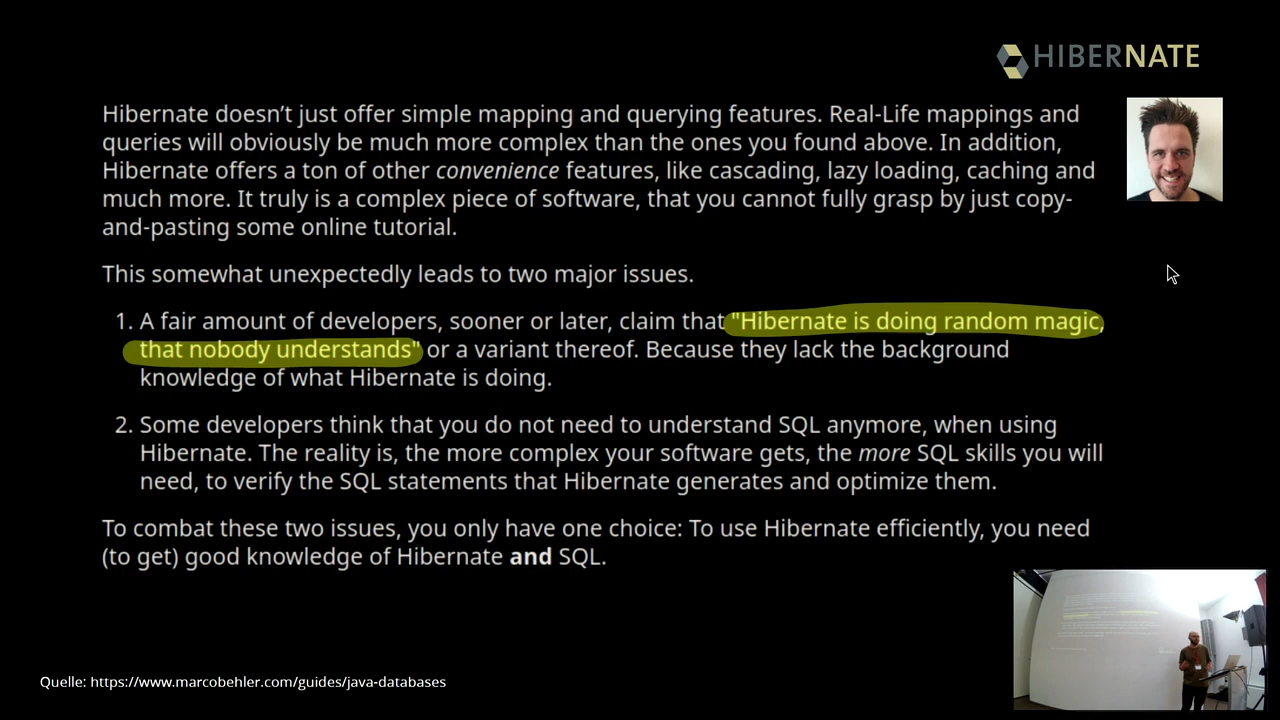 HIBERNATE
Hibernate doesn’t just offer simple mapping and querying features. Real-Life mappings and
queries will obviously be much more complex than the ones you found above. In addition,
Hibernate offers a ton of other convenience features, like cascading, lazy loading, caching and
much more. It truly is a complex piece of software, that you cannot fully grasp by just copy-
and-pasting some online tutorial.
This somewhat unexpectedly leads to two major issues.
1. A fair amount of developers, sooner or later, claim that "Hibernate is doing random magic,
that nobody understands" or a variant thereof. Because they lack the background
knowledge of what Hibernate is doing.
2. Some developers think that you do not need to understand SQL anymore, when using
Hibernate. The reality is, the more complex your software gets, the more SQL skills you will
need, to verify the SQL statements that Hibernate generates and optimize them.
To combat these two issues, you only have one choice: To use Hibernate efficiently, you need
(to get) good knowledge of Hibernate and SQL.
Quelle: https://www.marcobehler.com/guides/java-databases